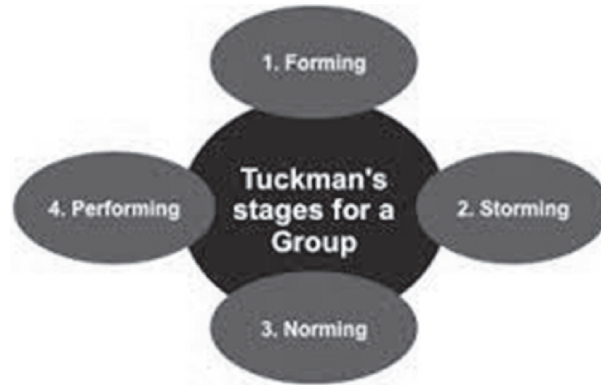 1. Forming
Tuckman's
stages for a
Group
2. Storming
3. Norming
4. Performing